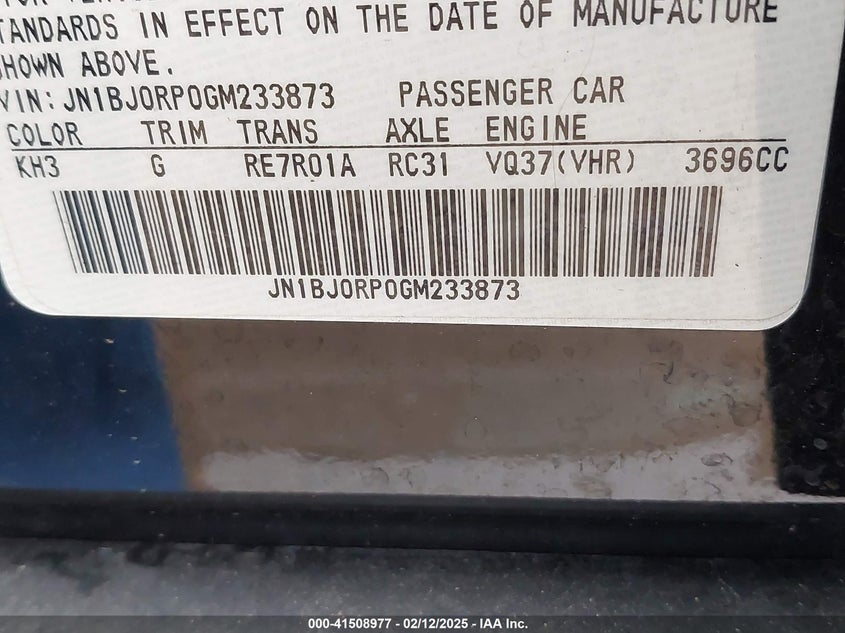 STANDARDS IN EFFECT ON THE DATE OF MANUFACTURE
SHOWN ABOVE.
VIN: JN1BJ0RP0GM233873 PASSENGER CAR
COLOR TRIM TRANS AXLE ENGINE
KH3 G RE7R01A RC31 VQ37(VHR) 3696CC
JN1BJ0RP0GM233873
000-41508977 - 02/12/2025 - IAA Inc.